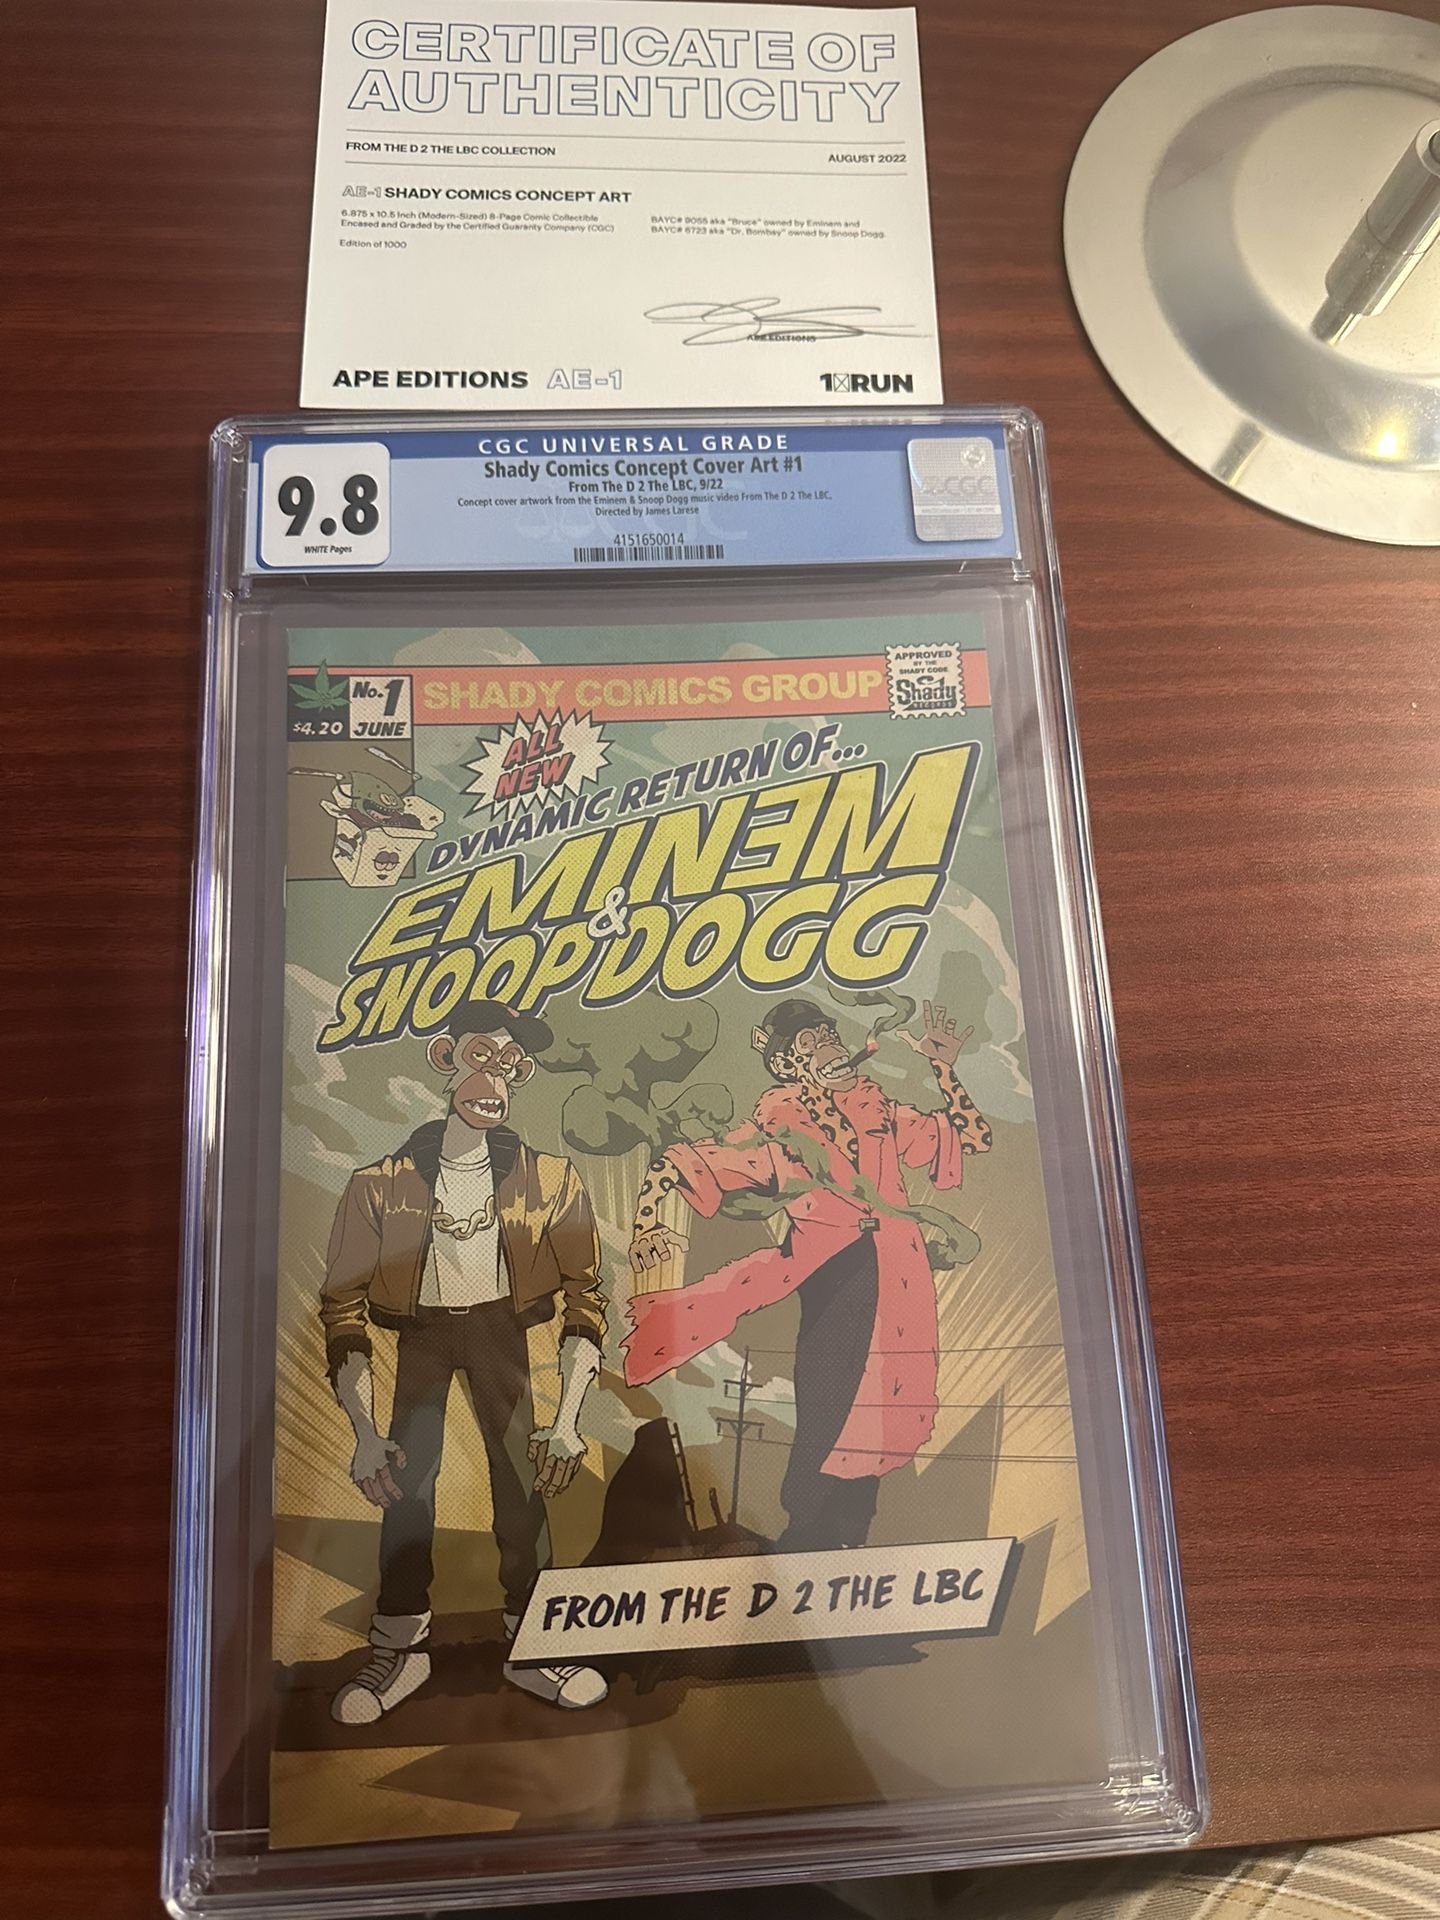 CERTIFICATE OF
AUTHENTICITY
FROM THE D 2 THE LBC COLLECTION
AUGUST 2022
AE-1 SHADY COMICS CONCEPT ART
6.875 x 10.5 Inch (Modern-Sized) 8-Page Comic Collectible
Encased and Graded by the Certified Guaranty Company (CGC)
Edition of 1000
BAYC# 9055 aka "Bruce" owned by Eminem and
BAYC# 6723 aka "Dr. Bombay" owned by Snoop Dogg.
APE EDITIONS
APE EDITIONS AE-1
1XRUN
CGC UNIVERSAL GRADE
9.8
WHITE Pages
Shady Comics Concept Cover Art #1
From The D 2 The LBC, 9/22
Concept cover artwork from the Eminem & Snoop Dogg music video From The D 2 The LBC.
Directed by James Larese
4151650014
CGC
No.1
$4.20 JUNE
SHADY COMICS GROUP
APPROVED
BY THE
SHADY CODE
Shady
RECORDS
ALL
NEW
DYNAMIC RETURN OF...
EMINƎM
&
SNOOP DOGG
FROM THE D 2 THE LBC